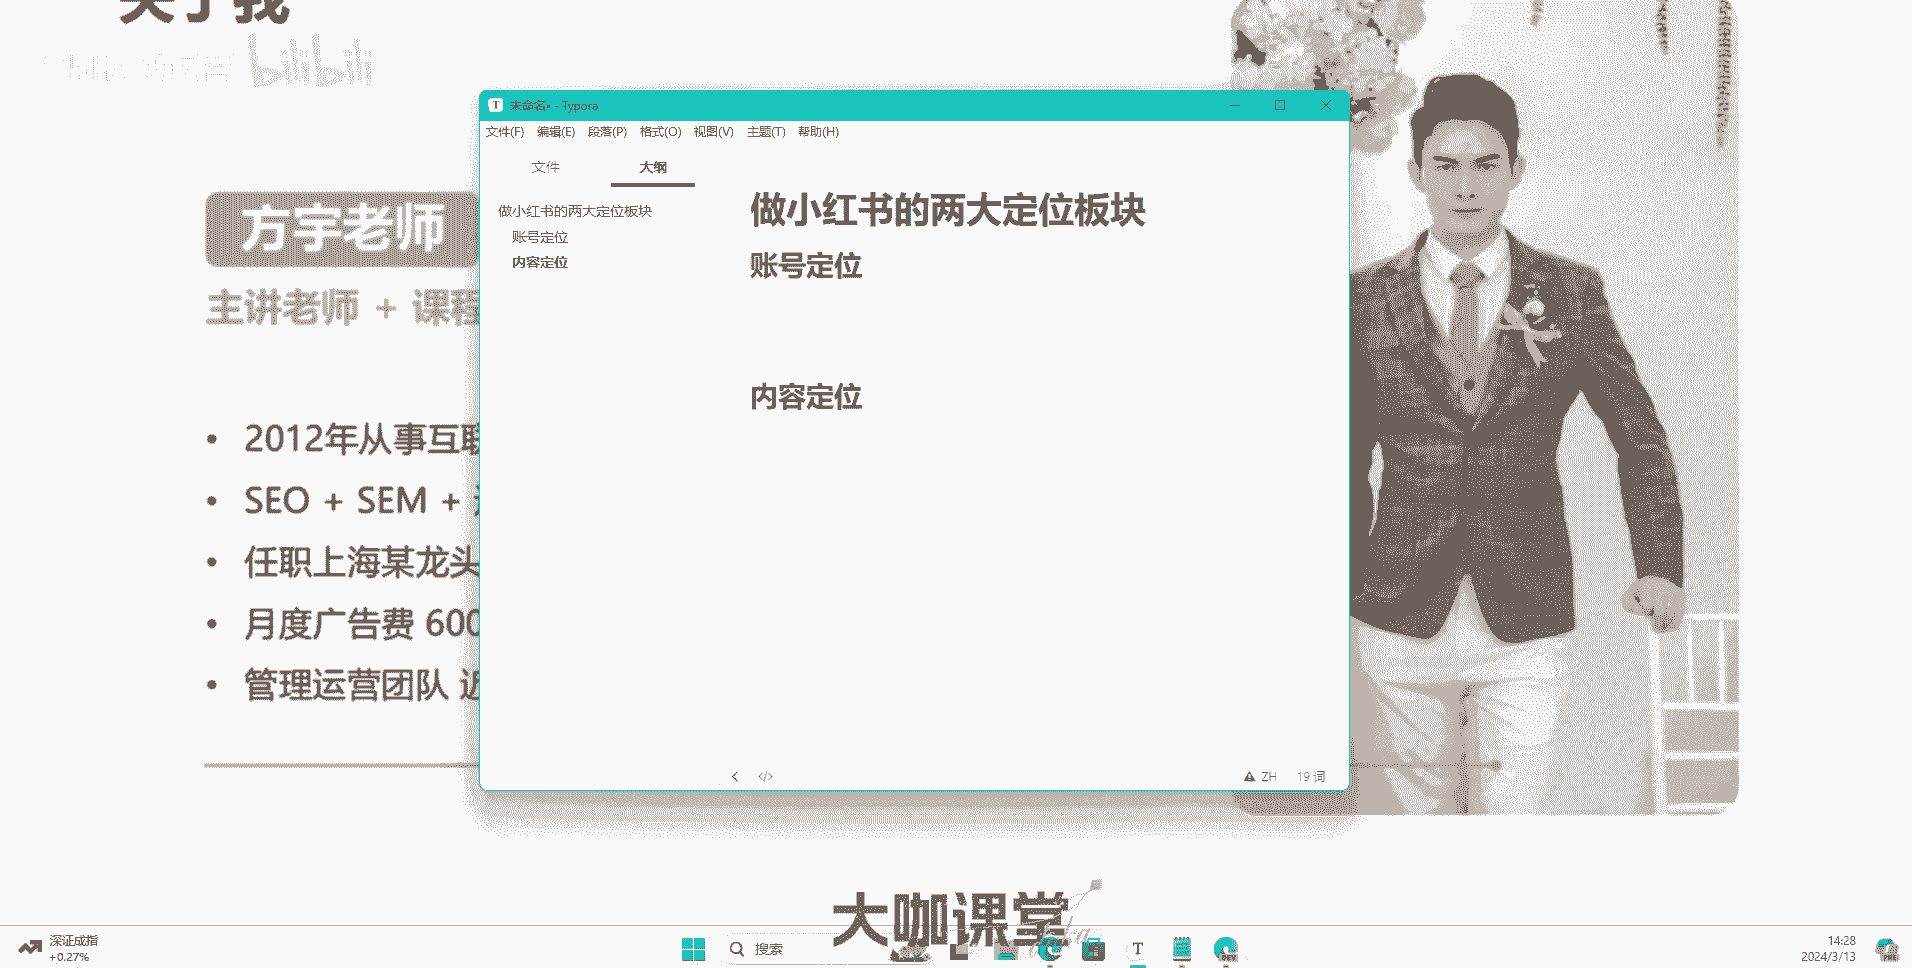 关于我
bilibili
未命名• - Typora
文件(F) 编辑(E) 段落(P) 格式(O) 视图(V) 主题(T) 帮助(H)
文件 大纲
做小红书的两大定位板块
账号定位
内容定位
做小红书的两大定位板块
账号定位
内容定位
ZH 19 词
方宇老师
主讲老师 + 课程
2012年从事互联
SEO + SEM +
任职上海某龙头
月度广告费 600
管理运营团队 近
大咖课堂
深证成指
+0.27%
搜索
14:28
2024/3/13